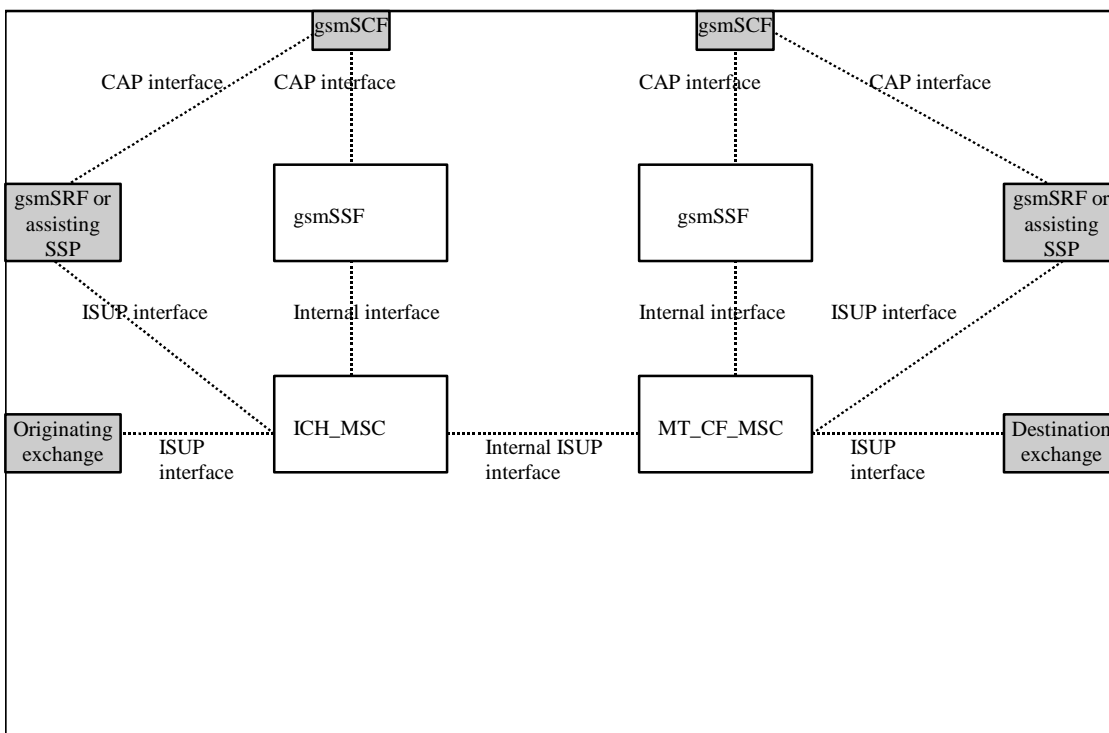 gsmSCF
gsmSCF
CAP interface
CAP interface
CAP interface
CAP interface
gsmSRF or
assisting
SSP
gsmSSF
gsmSSF
gsmSRF or
assisting
SSP
ISUP interface
Internal interface
Internal interface
ISUP interface
Originating
exchange
ISUP
interface
ICH_MSC
Internal ISUP
interface
MT_CF_MSC
ISUP
interface
Destination
exchange